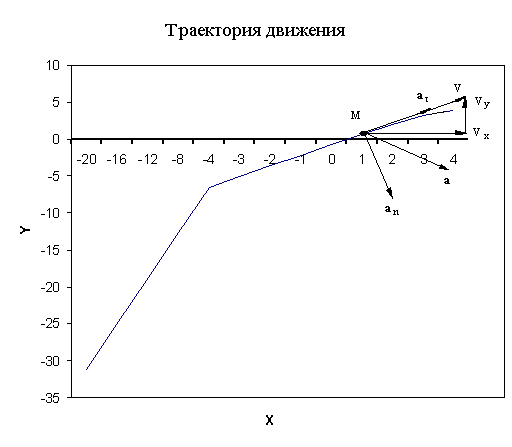 Траектория движения
10
5
0
-5
-10
-15
-20
-25
-30
-35
-20 -16 -12 -8 -4 -3 -2 -1 0 1 2 3 4
Y
X
M
a τ
V
V y
V x
a
a n